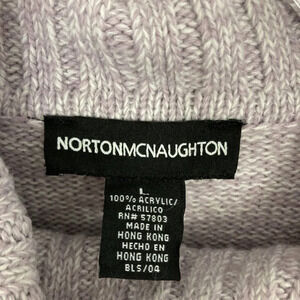 NORTONMCNAUGHTON
L
100% ACRYLIC/
ACRILICO
RN# 57803
MADE IN
HONG KONG
HECHO EN
HONG KONG
BLS/04